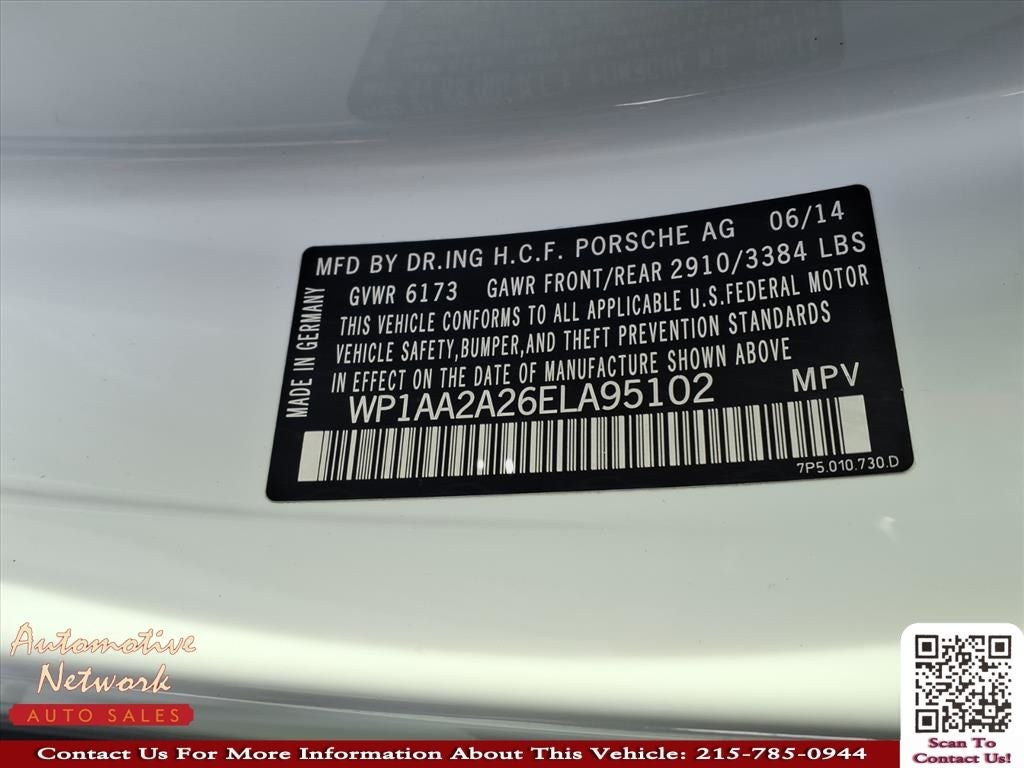 MFD BY DR.ING H.C.F. PORSCHE AG 06/14
GVWR 6173 GAWR FRONT/REAR 2910/3384 LBS
THIS VEHICLE CONFORMS TO ALL APPLICABLE U.S.FEDERAL MOTOR
VEHICLE SAFETY,BUMPER,AND THEFT PREVENTION STANDARDS
IN EFFECT ON THE DATE OF MANUFACTURE SHOWN ABOVE
WP1AA2A26ELA95102 MPV
7P5.010.730.D
MADE IN GERMANY
Automotive
Network
AUTO SALES
Scan To
Contact Us!
Contact Us For More Information About This Vehicle: 215-785-0944